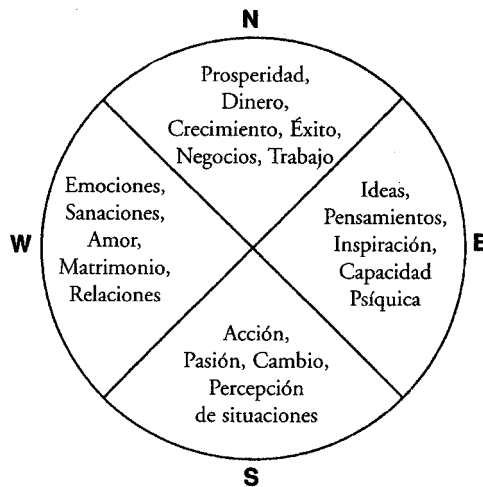 N
Prosperidad,
Dinero,
Crecimiento, Éxito,
Negocios, Trabajo
W
Emociones,
Sanaciones,
Amor,
Matrimonio,
Relaciones
Ideas,
Pensamientos,
Inspiración,
Capacidad
Psíquica
E
Acción,
Pasión, Cambio,
Percepción
de situaciones
S